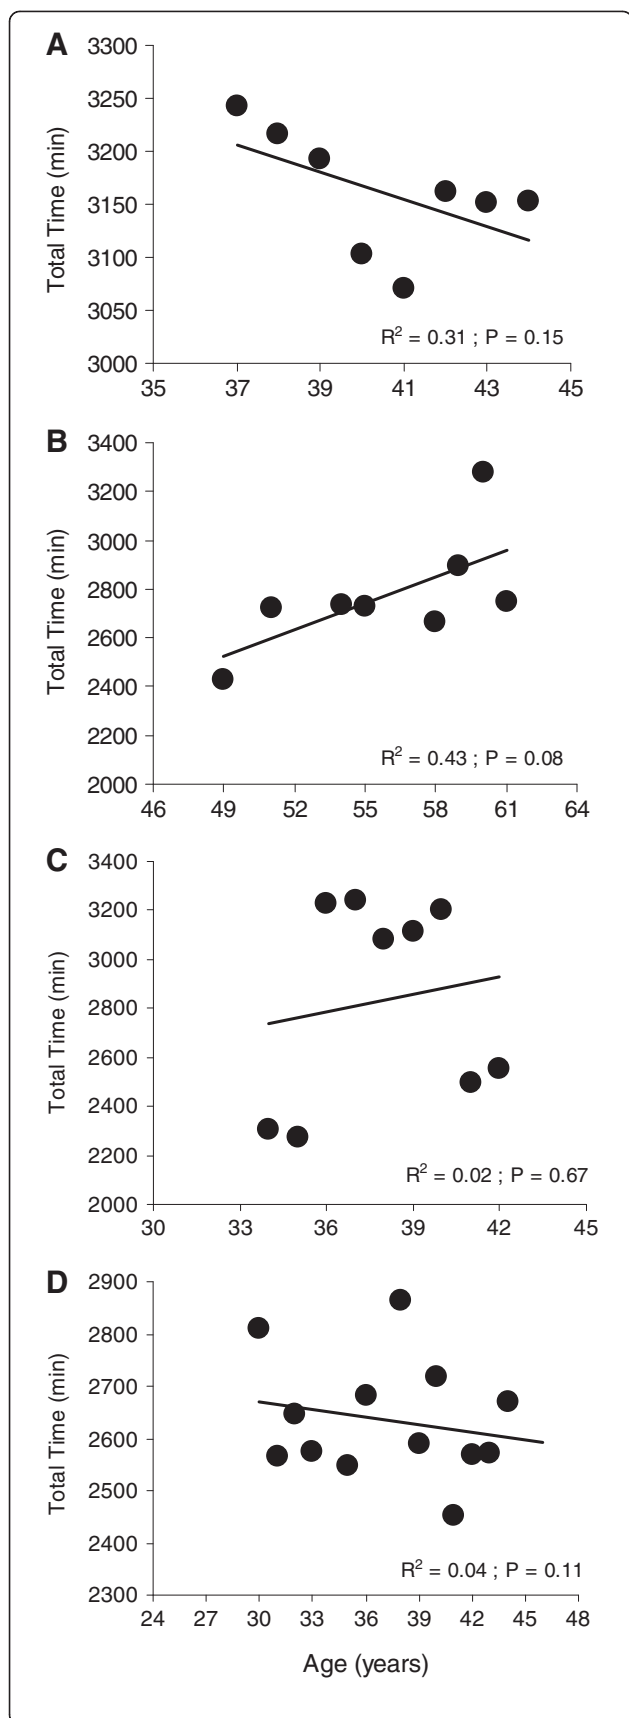 A
Total Time (min)
3300
3250
3200
3150
3100
3050
3000
R² = 0.31 ; P = 0.15
35 37 39 41 43 45
B
Total Time (min)
3400
3200
3000
2800
2600
2400
2200
2000
R² = 0.43 ; P = 0.08
46 49 52 55 58 61 64
C
Total Time (min)
3400
3200
3000
2800
2600
2400
2200
2000
R² = 0.02 ; P = 0.67
30 33 36 39 42 45
D
Total Time (min)
2900
2800
2700
2600
2500
2400
2300
R² = 0.04 ; P = 0.11
24 27 30 33 36 39 42 45 48
Age (years)